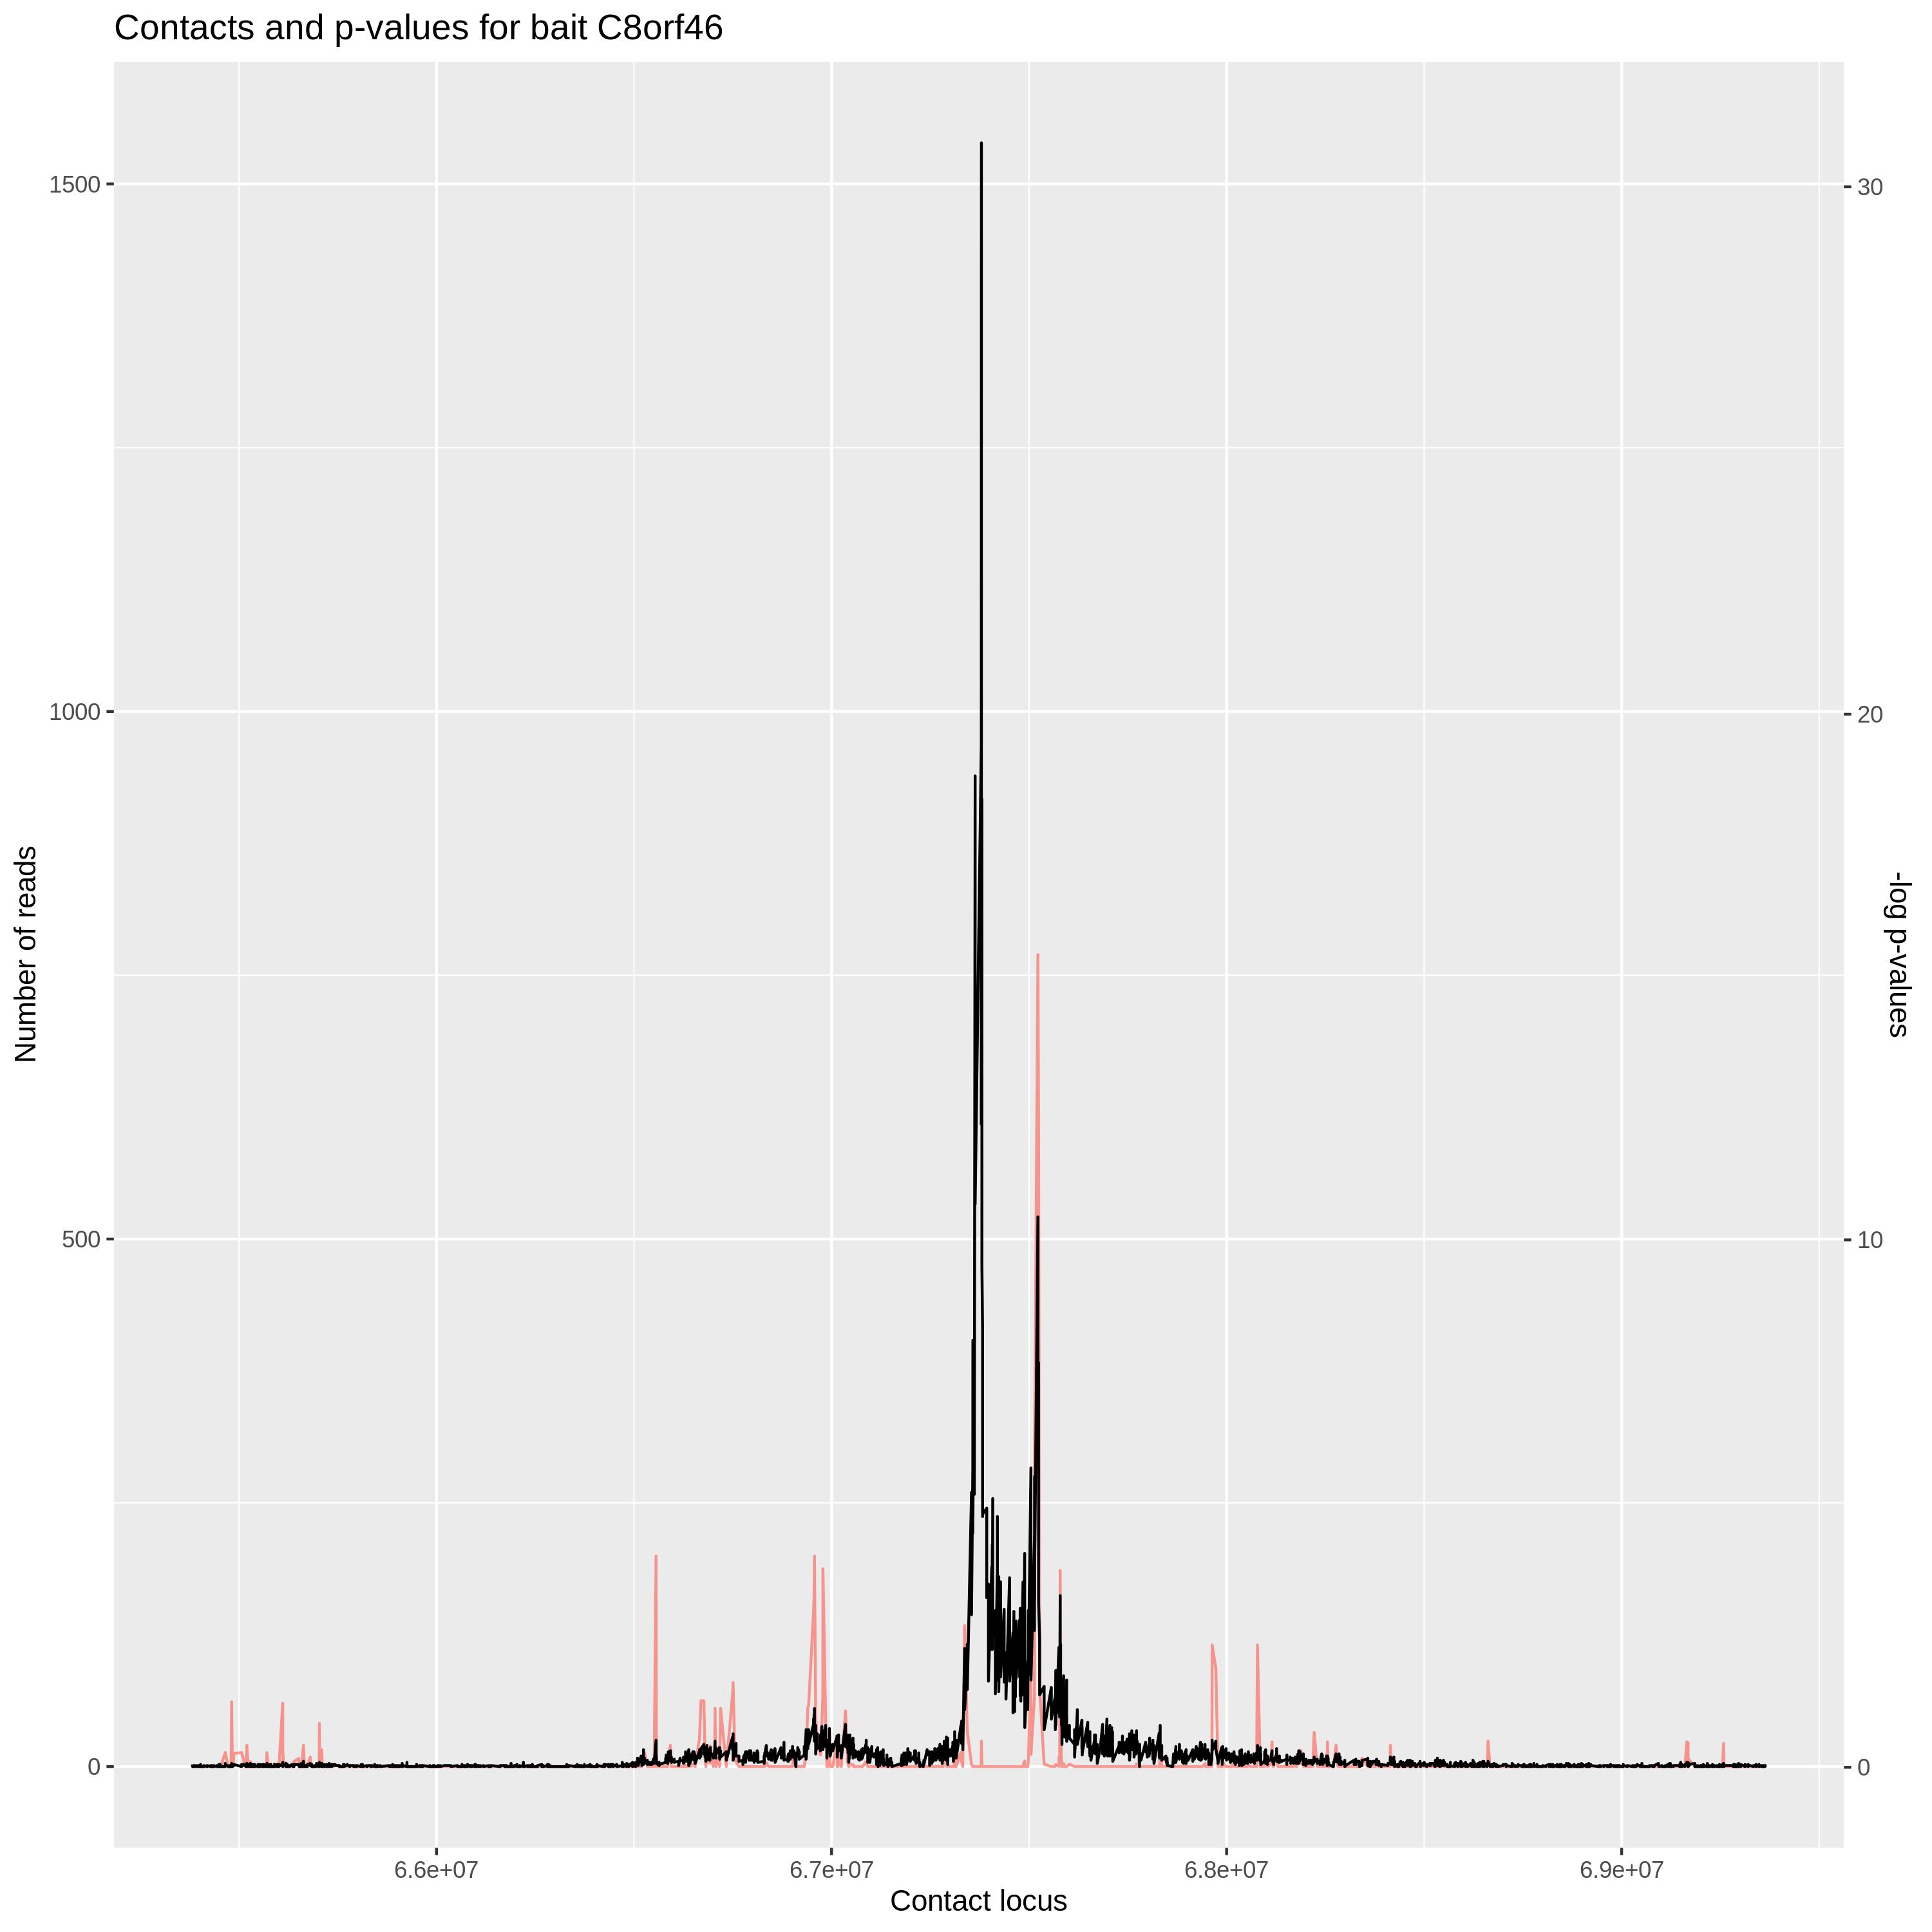 Contacts and p-values for bait C8orf46
1500
1000
500
0
Number of reads
30
20
10
0
-log p-values
6.6e+07 6.7e+07 6.8e+07 6.9e+07
Contact locus